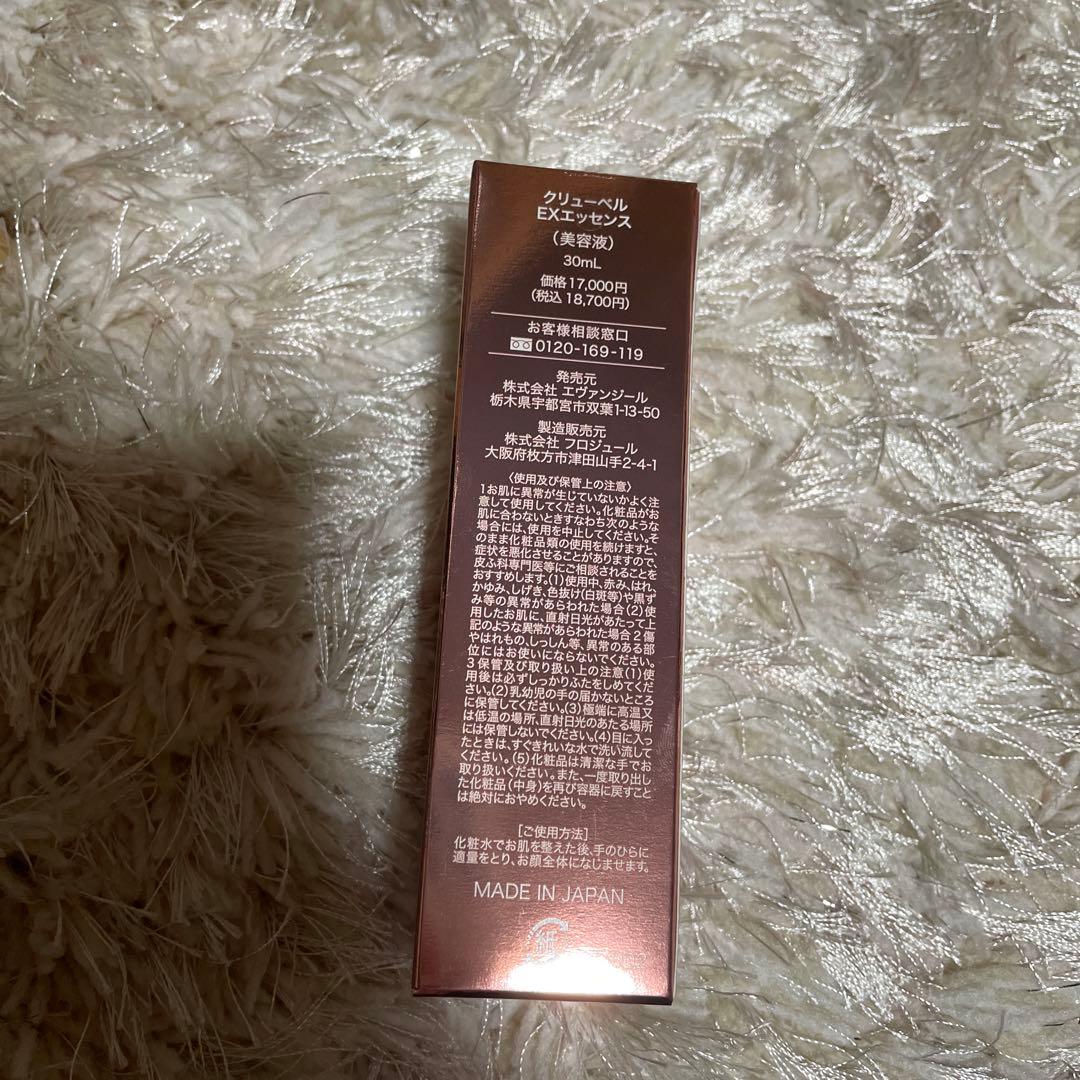 クリューベル
EXエッセンス
（美容液）
30mL
価格17,000円
（税込 18,700円）
お客様相談窓口
0120-169-119
発売元
株式会社 エヴァンジール
栃木県宇都宮市双葉1-13-50
製造販売元
株式会社 フロジュール
大阪府枚方市津田山手2-4-1
〈使用及び保管上の注意〉
1お肌に異常が生じていないかよく注
意して使用してください。化粧品がお
肌に合わないときすなわち次のような
場合には、使用を中止してください。そ
のまま化粧品類の使用を続けますと、
症状を悪化させることがありますので、
皮ふ科専門医等にご相談されることを
おすすめします。(1)使用中、赤み、はれ、
かゆみ、しげき、色抜け(白斑等)や黒ず
み等の異常があらわれた場合(2)使
用したお肌に、直射日光があたって上
記のような異常があらわれた場合2傷
やはれもの、しっしん等、異常のある部
位にはお使いにならないでください。
3保管及び取り扱い上の注意(1)使
用後は必ずしっかりふたをしめてくだ
さい。(2)乳幼児の手の届かないところ
に保管してください。(3)極端に高温又
は低温の場所、直射日光のあたる場所
には保管しないでください。(4)目に入っ
たときは、すぐきれいな水で洗い流して
ください。(5)化粧品は清潔な手でお
取り扱いください。また、一度取り出し
た化粧品(中身)を再び容器に戻すこと
は絶対におやめください。
[ご使用方法]
化粧水でお肌を整えた後、手のひらに
適量をとり、お顔全体になじませます。
MADE IN JAPAN
紙